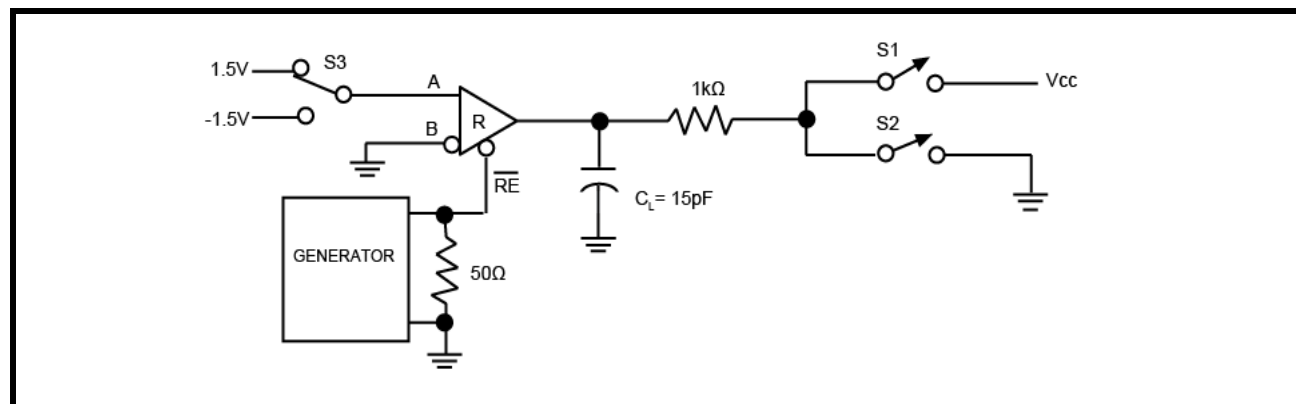 S1
S3
1.5V
A
1kΩ
Vcc
-1.5V
R
B
S2
RE
C_L= 15pF
GENERATOR
50Ω